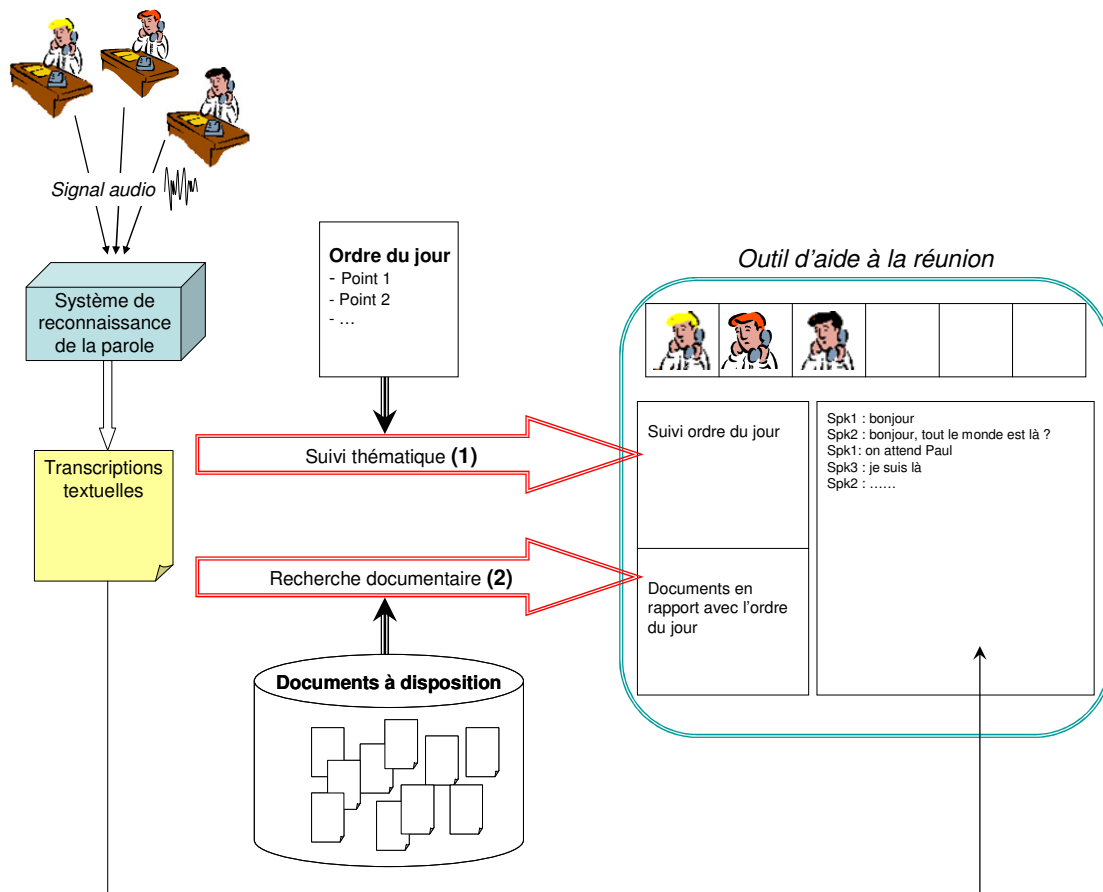 Signal audio
Système de
reconnaissance
de la parole
Transcriptions
textuelles
Ordre du jour
- Point 1
- Point 2
- …
Suivi thématique (1)
Recherche documentaire (2)
Documents à disposition
Outil d'aide à la réunion
Suivi ordre du jour
Documents en
rapport avec l'ordre
du jour
Spk1 : bonjour
Spk2 : bonjour, tout le monde est là ?
Spk1: on attend Paul
Spk3 : je suis là
Spk2 : ……